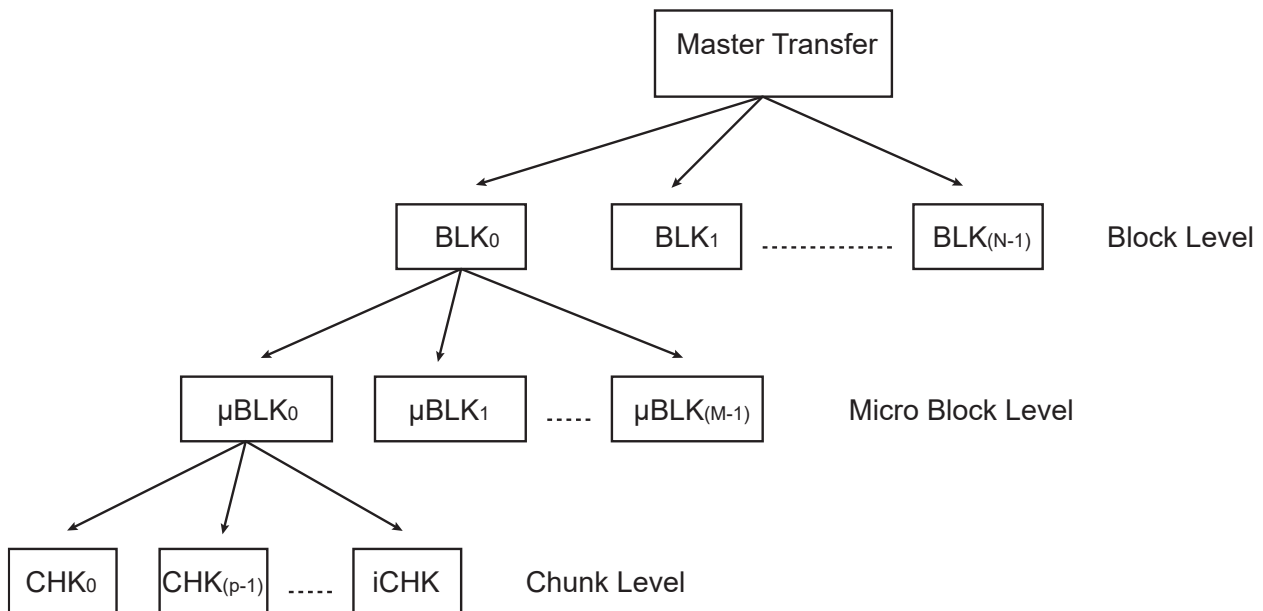 Master Transfer
BLK0 BLK1 BLK(N-1) Block Level
µBLK0 µBLK1 µBLK(M-1) Micro Block Level
CHK0 CHK(p-1) iCHK Chunk Level